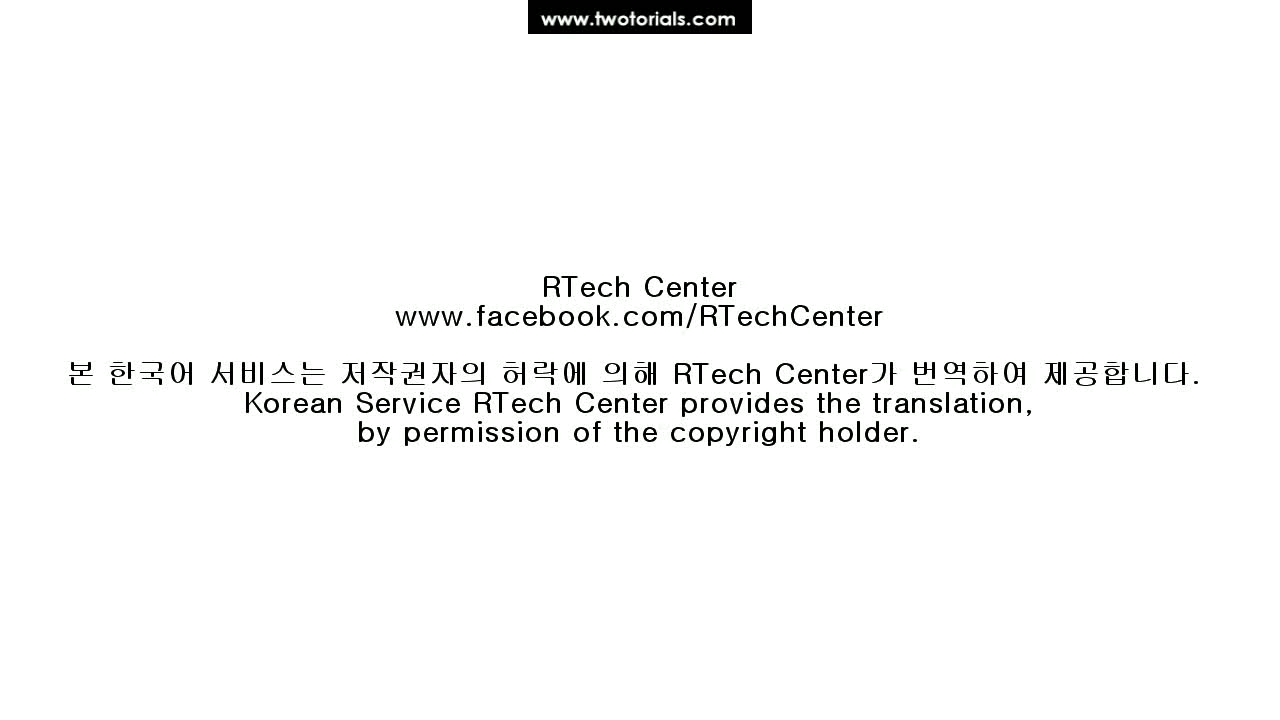 www.twotorials.com
RTech Center
www.facebook.com/RTechCenter
본 한국어 서비스는 저작권자의 허락에 의해 RTech Center가 번역하여 제공합니다.
Korean Service RTech Center provides the translation,
by permission of the copyright holder.